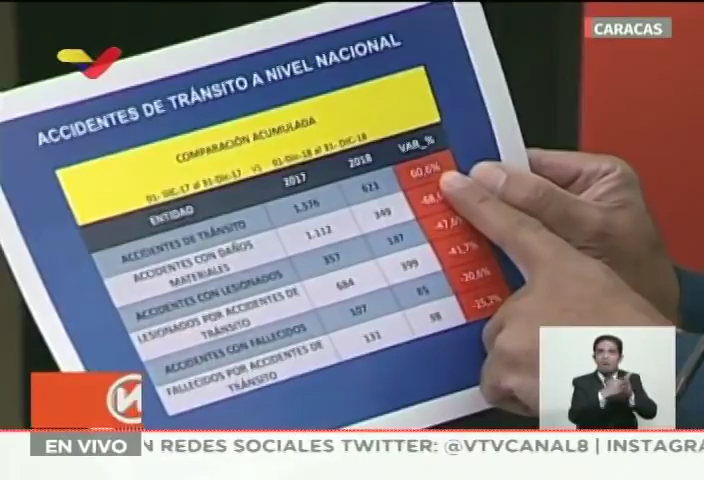 CARACAS
ACCIDENTES DE TRÁNSITO A NIVEL NACIONAL
COMPARACIÓN ACUMULADA
01- DIC-17 al 31-Dic-17 VS 01-Dic-18 al 31- DIC-18
ENTIDAD 2017 2018 VAR_%
ACCIDENTES DE TRÁNSITO 1.576 623 60,6%
ACCIDENTES CON DAÑOS MATERIALES 1.112 349
ACCIDENTES CON LESIONADOS 357 187 -47,6%
LESIONADOS POR ACCIDENTES DE TRÁNSITO 684 399 -41,7%
ACCIDENTES CON FALLECIDOS 107 85 -20,6%
FALLECIDOS POR ACCIDENTES DE TRÁNSITO 131 98 -25,2%
EN VIVO
N REDES SOCIALES TWITTER: @VTVCANAL8 | INSTAGRA